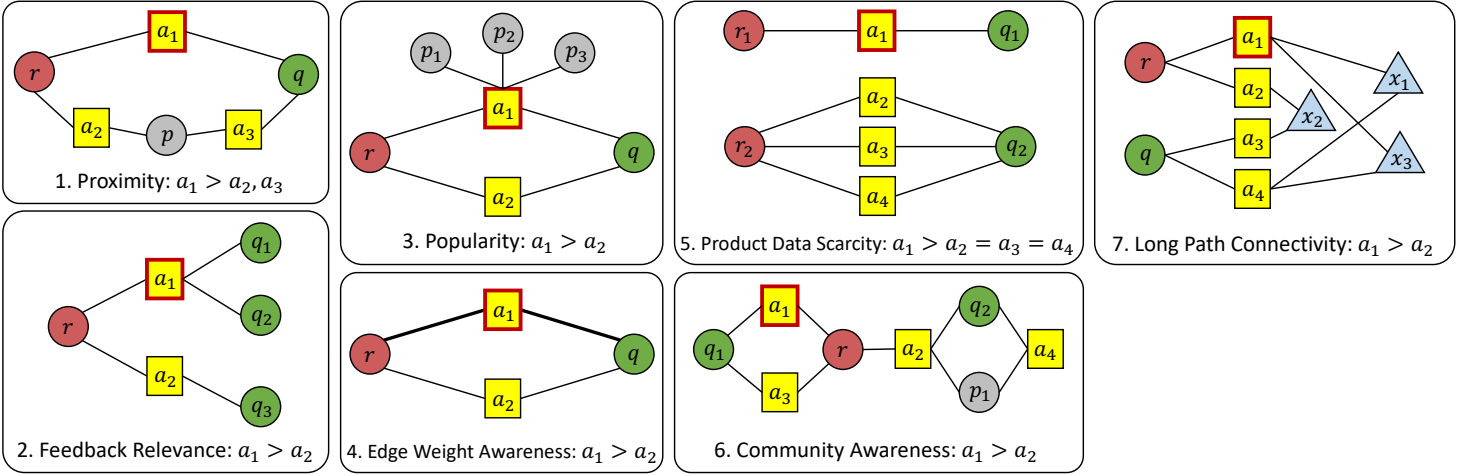 r
a₁
q
a₂
p
a₃
1. Proximity: a₁ > a₂, a₃
r
a₁
a₂
q₁
q₂
q₃
2. Feedback Relevance: a₁ > a₂
p₁
p₂
p₃
a₁
r
q
a₂
3. Popularity: a₁ > a₂
a₁
r
q
a₂
4. Edge Weight Awareness: a₁ > a₂
r₁
a₁
q₁
a₂
r₂
a₃
q₂
a₄
5. Product Data Scarcity: a₁ > a₂ = a₃ = a₄
a₁
q₂
q₁
r
a₂
a₄
a₃
p₁
6. Community Awareness: a₁ > a₂
a₁
r
a₂
x₁
x₂
q
a₃
x₃
a₄
7. Long Path Connectivity: a₁ > a₂